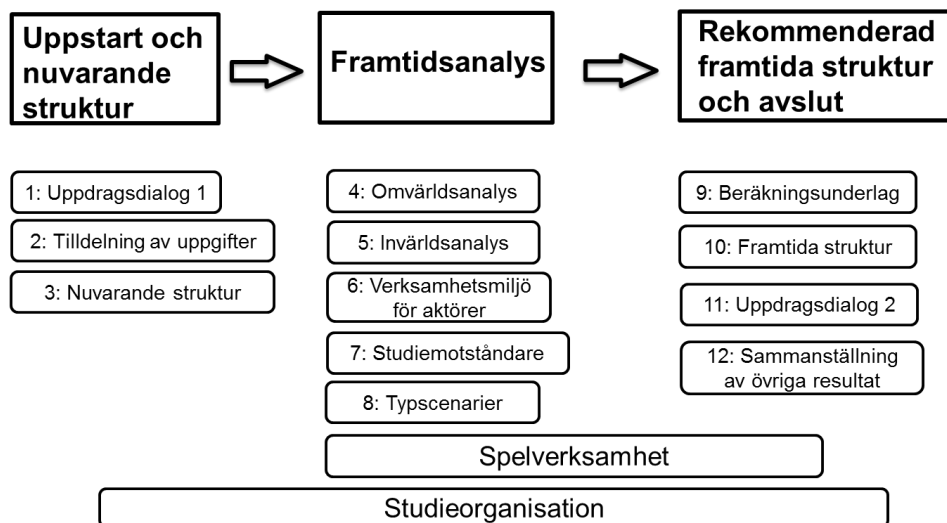 Uppstart och
nuvarande
struktur
Framtidsanalys
Rekommenderad
framtida struktur
och avslut
1: Uppdragsdialog 1
2: Tilldelning av uppgifter
3: Nuvarande struktur
4: Omvärldsanalys
5: Invärldsanalys
6: Verksamhetsmiljö
för aktörer
7: Studiemotståndare
8: Typscenarier
9: Beräkningsunderlag
10: Framtida struktur
11: Uppdragsdialog 2
12: Sammanställning
av övriga resultat
Spelverksamhet
Studieorganisation